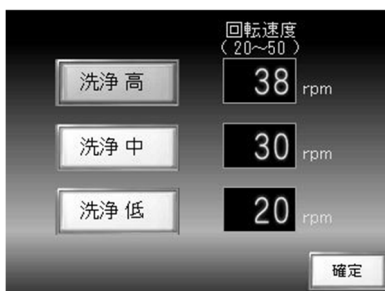 回転速度
(20～50)
洗浄 高 38 rpm
洗浄 中 30 rpm
洗浄 低 20 rpm
確定